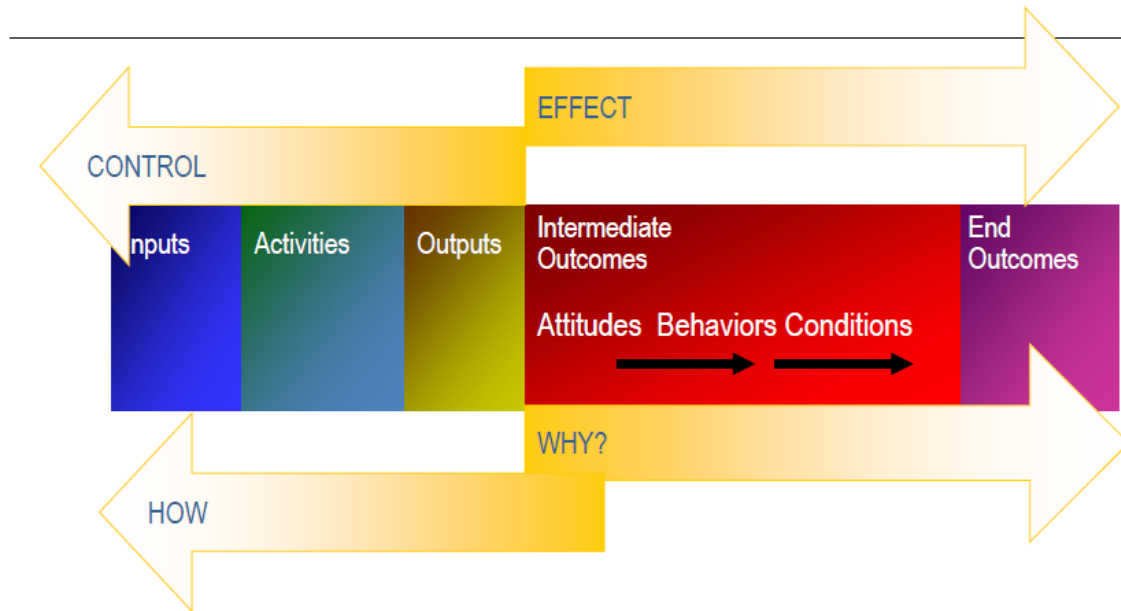 EFFECT
CONTROL
nputs
Activities
Outputs
Intermediate
Outcomes
End
Outcomes
Attitudes Behaviors Conditions
WHY?
HOW